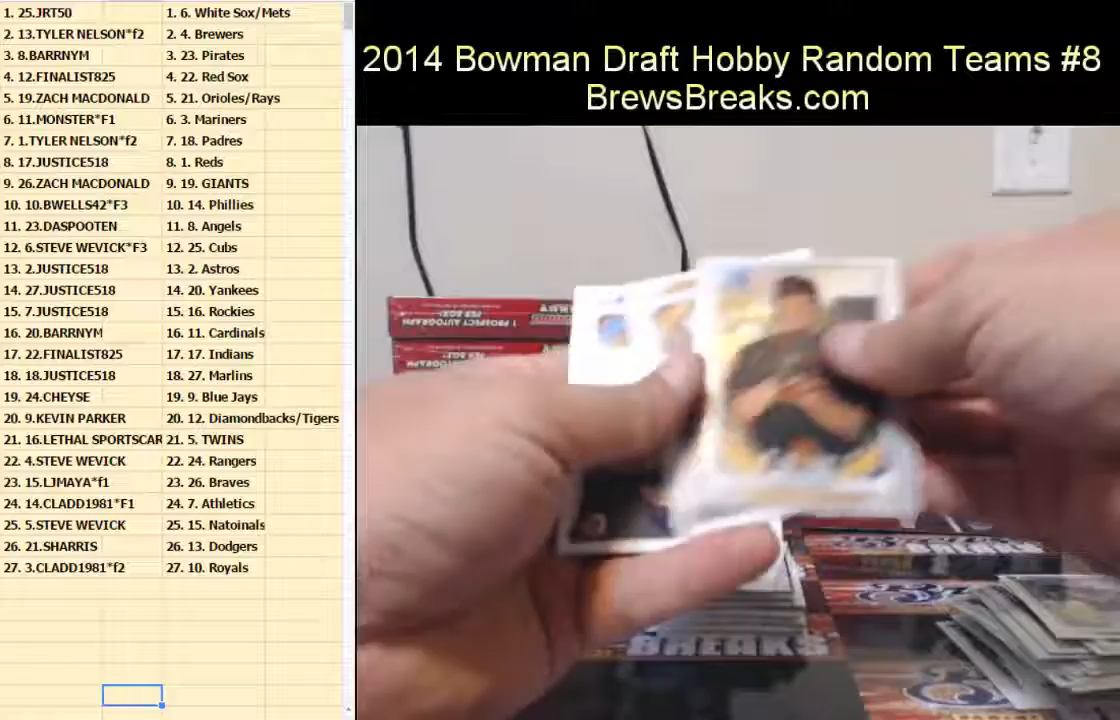 1. 25.JRT50 1. 6. White Sox/Mets
2. 13.TYLER NELSON*f2 2. 4. Brewers
3. 8.BARRNYM 3. 23. Pirates
4. 12.FINALIST825 4. 22. Red Sox
5. 19.ZACH MACDONALD 5. 21. Orioles/Rays
6. 11.MONSTER*F1 6. 3. Mariners
7. 1.TYLER NELSON*f2 7. 18. Padres
8. 17.JUSTICE518 8. 1. Reds
9. 26.ZACH MACDONALD 9. 19. GIANTS
10. 10.BWELLS42*F3 10. 14. Phillies
11. 23.DASPOOTEN 11. 8. Angels
12. 6.STEVE WEVICK*F3 12. 25. Cubs
13. 2.JUSTICE518 13. 2. Astros
14. 27.JUSTICE518 14. 20. Yankees
15. 7.JUSTICE518 15. 16. Rockies
16. 20.BARRNYM 16. 11. Cardinals
17. 22.FINALIST825 17. 17. Indians
18. 18.JUSTICE518 18. 27. Marlins
19. 24.CHEYSE 19. 9. Blue Jays
20. 9.KEVIN PARKER 20. 12. Diamondbacks/Tigers
21. 16.LETHAL SPORTSCAR 21. 5. TWINS
22. 4.STEVE WEVICK 22. 24. Rangers
23. 15.LJMAYA*f1 23. 26. Braves
24. 14.CLADD1981*F1 24. 7. Athletics
25. 5.STEVE WEVICK 25. 15. Natoinals
26. 21.SHARRIS 26. 13. Dodgers
27. 3.CLADD1981*f2 27. 10. Royals
2014 Bowman Draft Hobby Random Teams #8
BrewsBreaks.com
1 PROSPECT AUTOGRAPH
PER BOX!
1 PROSPECT AUTOGRAPH
PER BOX!
BREAKS